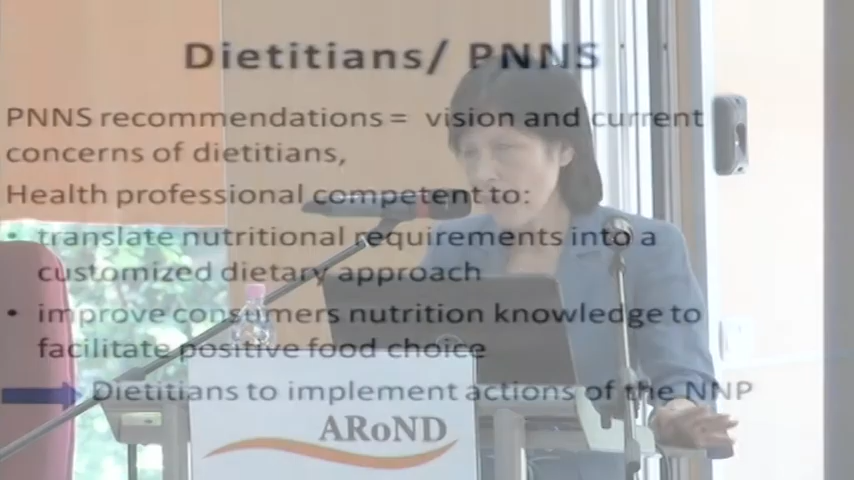 Dietitians/ PNNS
PNNS recommendations = vision and current
concerns of dietitians,
Health professional competent to:
• translate nutritional requirements into a
customized dietary approach
• improve consumers nutrition knowledge to
facilitate positive food choice
Dietitians to implement actions of the NNP
ARoND